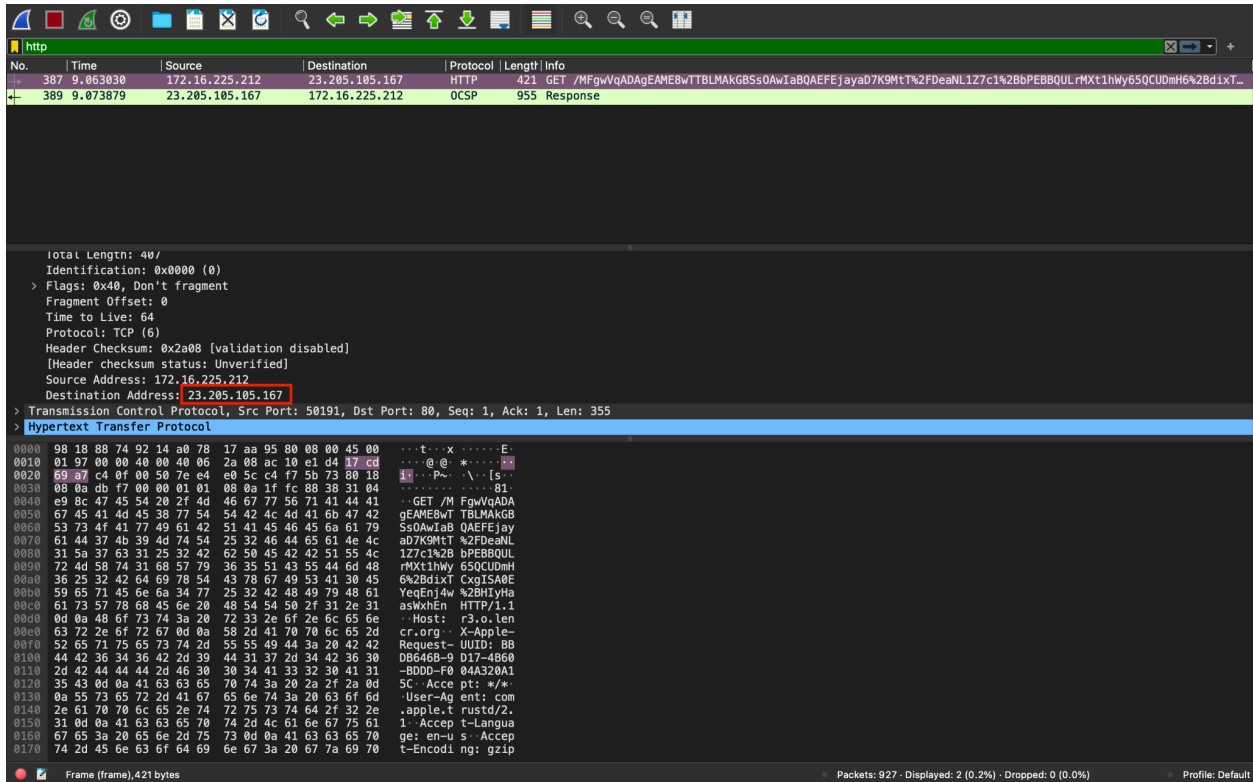 http
No. Time Source Destination Protocol Length Info
387 9.063030 172.16.225.212 23.205.105.167 HTTP 421 GET /MFgwVqADAgEAME8wTTBLMAkGBSsOAwIaBQAEFEjayaD7K9MtT%2FDeaNL1Z7c1%2BbPEBBQULrMXt1hWy65QCUDmH6%2BdixT…
389 9.073879 23.205.105.167 172.16.225.212 OCSP 955 Response
Total Length: 407
Identification: 0x0000 (0)
> Flags: 0x40, Don't fragment
Fragment Offset: 0
Time to Live: 64
Protocol: TCP (6)
Header Checksum: 0x2a08 [validation disabled]
[Header checksum status: Unverified]
Source Address: 172.16.225.212
Destination Address: 23.205.105.167
> Transmission Control Protocol, Src Port: 50191, Dst Port: 80, Seq: 1, Ack: 1, Len: 355
> Hypertext Transfer Protocol
0000 98 18 88 74 92 14 a0 78 17 aa 95 80 08 00 45 00 ···t···x ······E·
0010 01 97 00 00 40 00 40 06 2a 08 ac 10 e1 d4 17 cd ····@·@· *·······
0020 69 a7 c4 0f 00 50 7e e4 e0 5c c4 f7 5b 73 80 18 i····P~· ·\··[s··
0030 08 0a db f7 00 00 01 01 08 0a 1f fc 88 38 31 04 ········ ·····81·
0040 e9 8c 47 45 54 20 2f 4d 46 67 77 56 71 41 44 41 ··GET /M FgwVqADA
0050 67 45 41 4d 45 38 77 54 54 42 4c 4d 41 6b 47 42 gEAME8wT TBLMAkGB
0060 53 73 4f 41 77 49 61 42 51 41 45 46 45 6a 61 79 SsOAwIaB QAEFEjay
0070 61 44 37 4b 39 4d 74 54 25 32 46 44 65 61 4e 4c aD7K9MtT %2FDeaNL
0080 31 5a 37 63 31 25 32 42 62 50 45 42 42 51 55 4c 1Z7c1%2B bPEBBQUL
0090 72 4d 58 74 31 68 57 79 36 35 51 43 55 44 6d 48 rMXt1hWy 65QCUDmH
00a0 36 25 32 42 64 69 78 54 43 78 67 49 53 41 30 45 6%2BdixT CxgISA0E
00b0 59 65 71 45 6e 6a 34 77 25 32 42 48 49 79 48 61 YeqEnj4w %2BHIyHa
00c0 61 73 57 78 68 45 6e 20 48 54 54 50 2f 31 2e 31 asWxhEn HTTP/1.1
00d0 0d 0a 48 6f 73 74 3a 20 72 33 2e 6f 2e 6c 65 6e ··Host: r3.o.len
00e0 63 72 2e 6f 72 67 0d 0a 58 2d 41 70 70 6c 65 2d cr.org·· X-Apple-
00f0 52 65 71 75 65 73 74 2d 55 55 49 44 3a 20 42 42 Request- UUID: BB
0100 44 42 36 34 36 42 2d 39 44 31 37 2d 34 42 36 30 DB646B-9 D17-4B60
0110 2d 42 44 44 44 2d 46 30 30 34 41 33 32 30 41 31 -BDDD-F0 04A320A1
0120 35 43 0d 0a 41 63 63 65 70 74 3a 20 2a 2f 2a 0d 5C··Acce pt: */*·
0130 0a 55 73 65 72 2d 41 67 65 6e 74 3a 20 63 6f 6d ·User-Ag ent: com
0140 2e 61 70 70 6c 65 2e 74 72 75 73 74 64 2f 32 2e .apple.t rustd/2.
0150 31 0d 0a 41 63 63 65 70 74 2d 4c 61 6e 67 75 61 1··Accep t-Langua
0160 67 65 3a 20 65 6e 2d 75 73 0d 0a 41 63 63 65 70 ge: en-u s··Accep
0170 74 2d 45 6e 63 6f 64 69 6e 67 3a 20 67 7a 69 70 t-Encodi ng: gzip
Frame (frame),421 bytes Packets: 927 · Displayed: 2 (0.2%) · Dropped: 0 (0.0%) Profile: Default